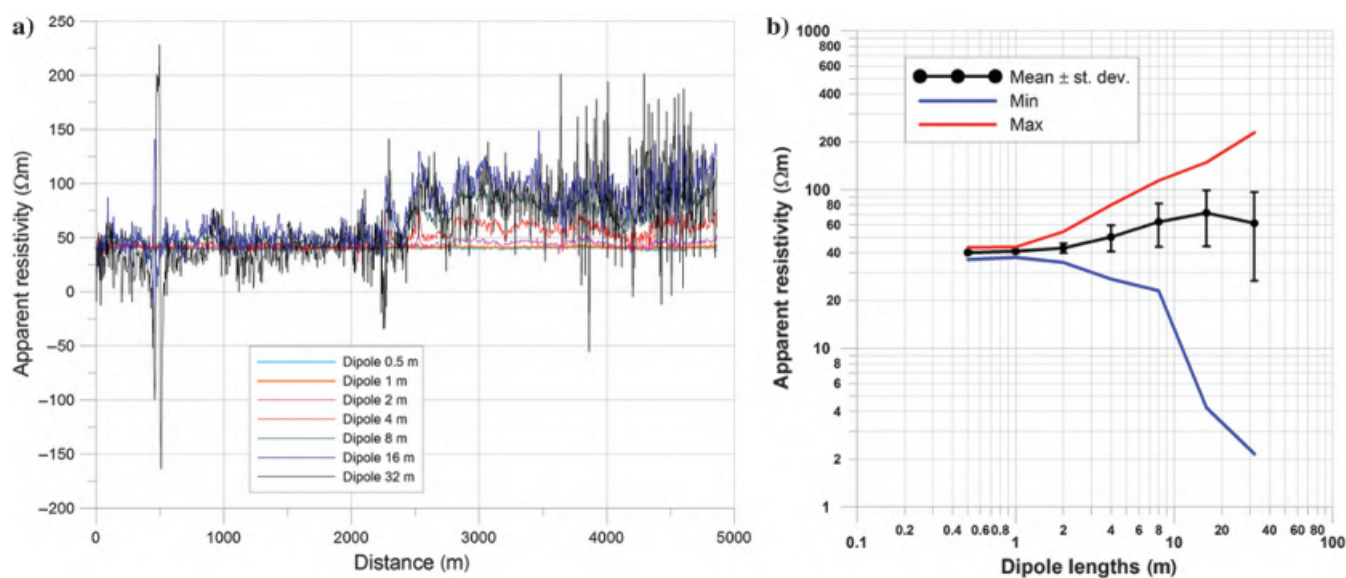 a)
Apparent resistivity (Ωm)
250
200
150
100
50
0
–50
–100
–150
–200
Dipole 0.5 m
Dipole 1 m
Dipole 2 m
Dipole 4 m
Dipole 8 m
Dipole 16 m
Dipole 32 m
0 1000 2000 3000 4000 5000
Distance (m)
b)
Apparent resistivity (Ωm)
1000
800
600
400
200
100
80
60
40
20
10
8
6
4
2
1
Mean ± st. dev.
Min
Max
0.2 0.4 0.60.8 2 4 6 8 20 40 60 80
0.1 1 10 100
Dipole lengths (m)